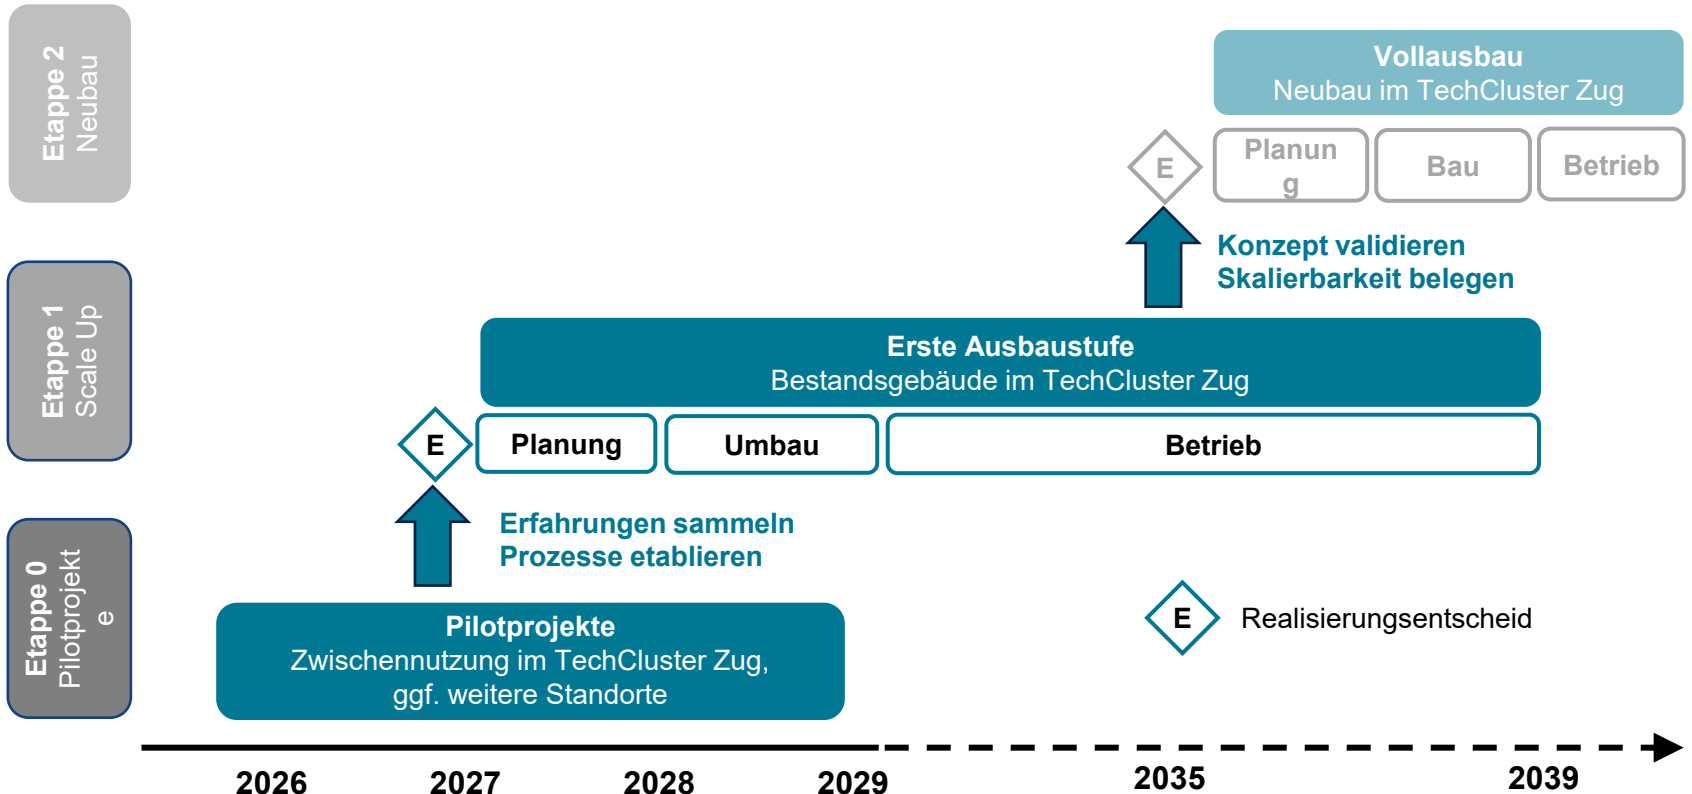 Etappe 2
Neubau
Vollausbau
Neubau im TechCluster Zug
E
Planun
g
Bau
Betrieb
Konzept validieren
Skalierbarkeit belegen
Etappe 1
Scale Up
Erste Ausbaustufe
Bestandsgebäude im TechCluster Zug
E
Planung
Umbau
Betrieb
Erfahrungen sammeln
Prozesse etablieren
Etappe 0
Pilotprojekt
e
Pilotprojekte
Zwischennutzung im TechCluster Zug,
ggf. weitere Standorte
E
Realisierungsentscheid
2026
2027
2028
2029
2035
2039